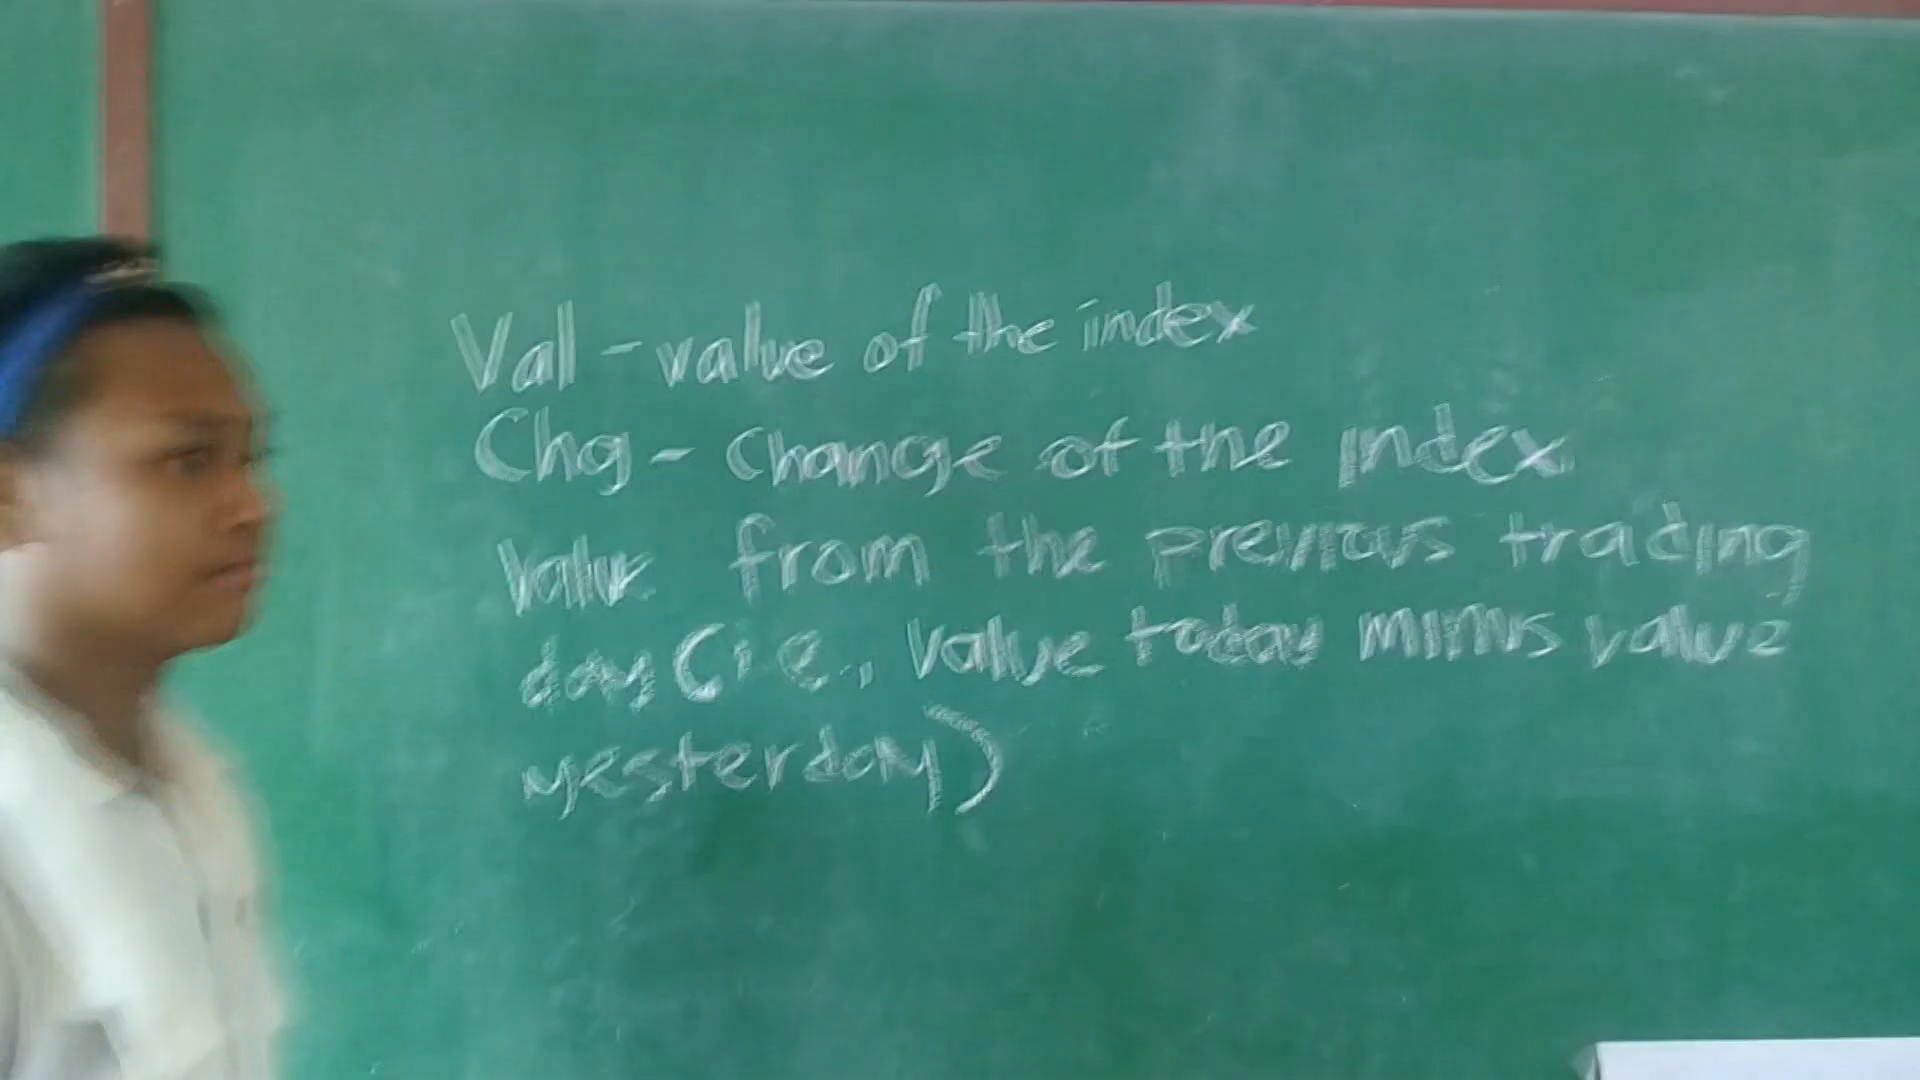 Val - value of the index
Chg - change of the index
value from the previous trading
day (i.e., value today minus value
yesterday)